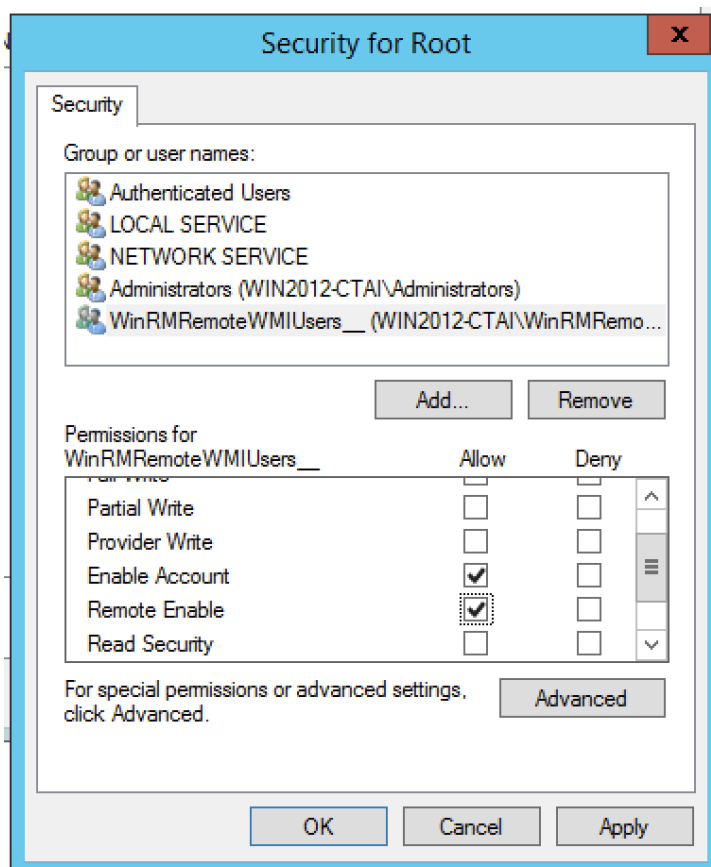 Security for Root
x
Security
Group or user names:
Authenticated Users
LOCAL SERVICE
NETWORK SERVICE
Administrators (WIN2012-CTAI\Administrators)
WinRMRemoteWMIUsers__ (WIN2012-CTAI\WinRMRemo...
Add... Remove
Permissions for
WinRMRemoteWMIUsers__ Allow Deny
Partial Write
Provider Write
Enable Account
Remote Enable
Read Security
For special permissions or advanced settings,
click Advanced.
Advanced
OK Cancel Apply